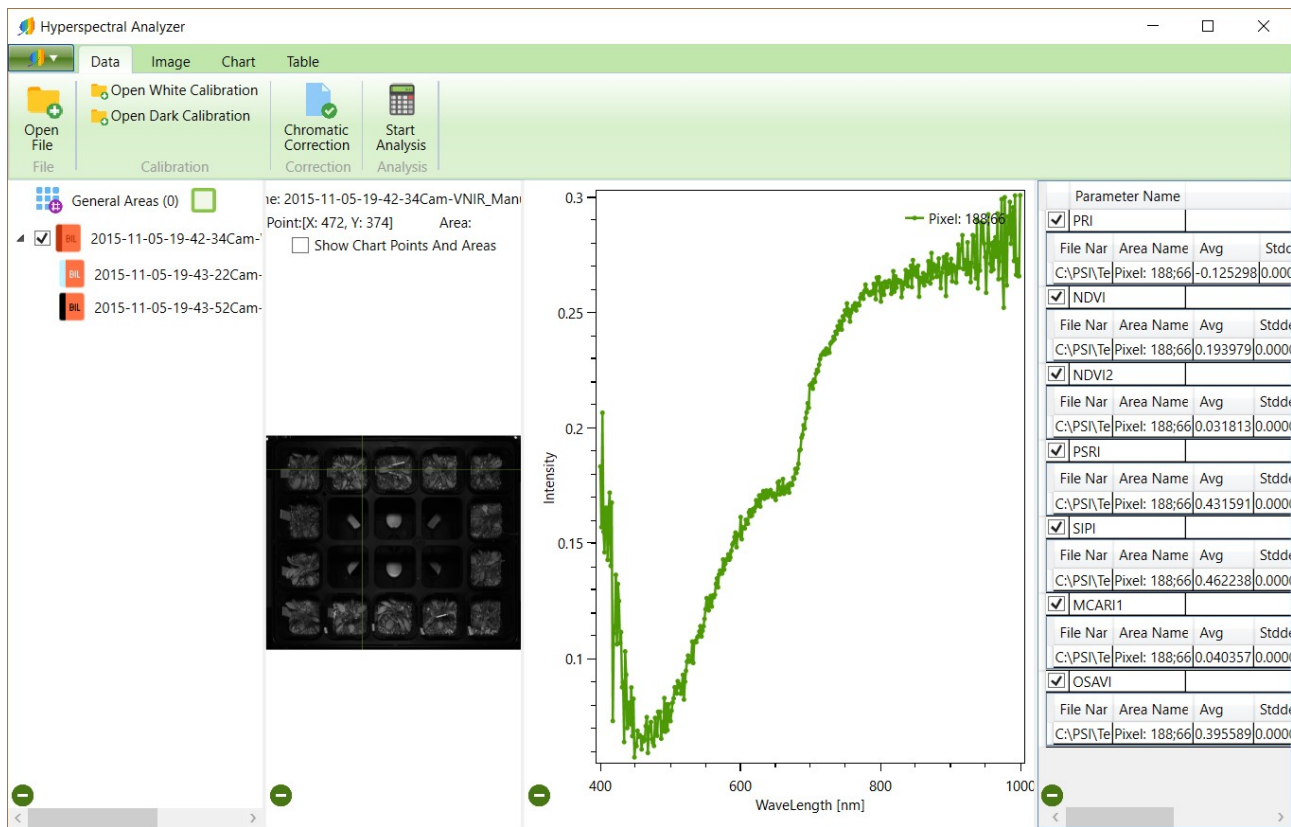 Hyperspectral Analyzer
Data Image Chart Table
Open File
Open White Calibration
Open Dark Calibration
Chromatic Correction
Start Analysis
File Calibration Correction Analysis
General Areas (0)
2015-11-05-19-42-34Cam-
BIL
2015-11-05-19-43-22Cam-
BIL
2015-11-05-19-43-52Cam-
BIL
ne: 2015-11-05-19-42-34Cam-VNIR_Manu
Point:[X: 472, Y: 374] Area:
Show Chart Points And Areas
Pixel: 188;66
0.3
0.25
0.2
0.15
0.1
Intensity
400 600 800 1000
WaveLength [nm]
Parameter Name
PRI
File Nar Area Name Avg Stdd
C:\PSI\Te Pixel: 188;66 -0.125298 0.000
NDVI
File Nar Area Name Avg Stdde
C:\PSI\Te Pixel: 188;66 0.193979 0.0000
NDVI2
File Nar Area Name Avg Stdde
C:\PSI\Te Pixel: 188;66 0.031813 0.0000
PSRI
File Nar Area Name Avg Stdde
C:\PSI\Te Pixel: 188;66 0.431591 0.0000
SIPI
File Nar Area Name Avg Stdde
C:\PSI\Te Pixel: 188;66 0.462238 0.0000
MCARI1
File Nar Area Name Avg Stdde
C:\PSI\Te Pixel: 188;66 0.040357 0.0000
OSAVI
File Nar Area Name Avg Stdde
C:\PSI\Te Pixel: 188;66 0.395589 0.0000